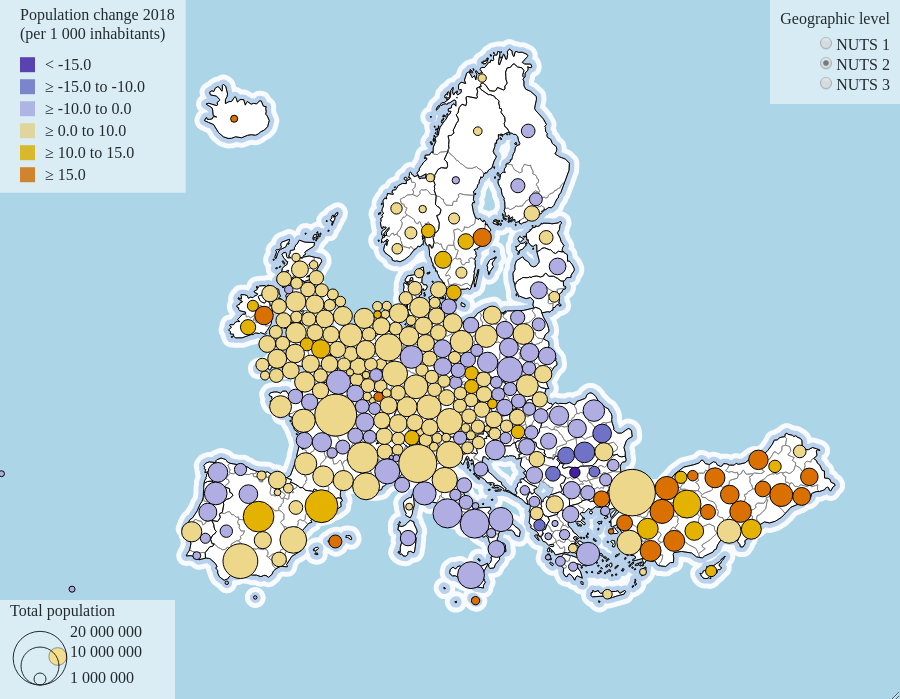 Population change 2018
(per 1 000 inhabitants)
< -15.0
≥ -15.0 to -10.0
≥ -10.0 to 0.0
≥ 0.0 to 10.0
≥ 10.0 to 15.0
≥ 15.0
Geographic level
NUTS 1
NUTS 2
NUTS 3
Total population
20 000 000
10 000 000
1 000 000